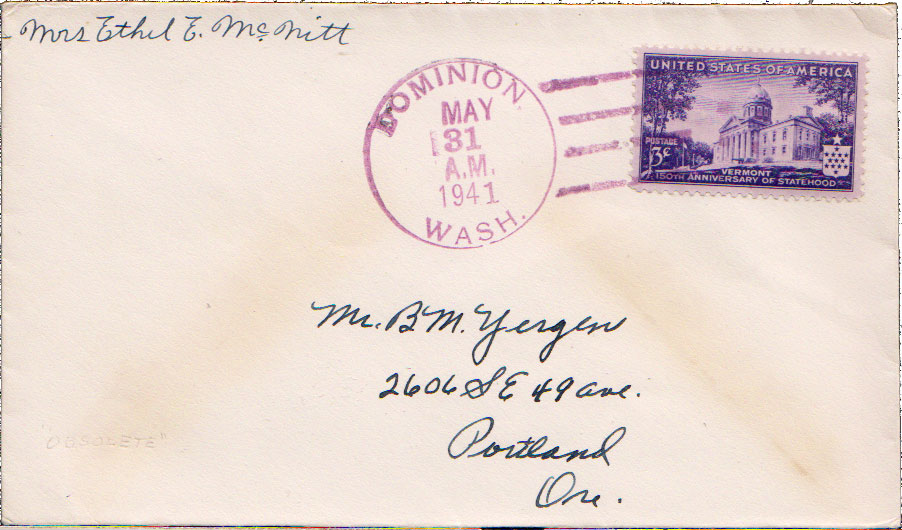 Mrs Ethel E. McNitt
DOMINION,
MAY
31
A.M.
1941
WASH.
UNITED STATES OF AMERICA
POSTAGE
3¢
VERMONT
150TH ANNIVERSARY OF STATEHOOD
Mr. B.M. Yergen
2606 SE 49 ave.
Portland
Ore.
"OBSOLETE"